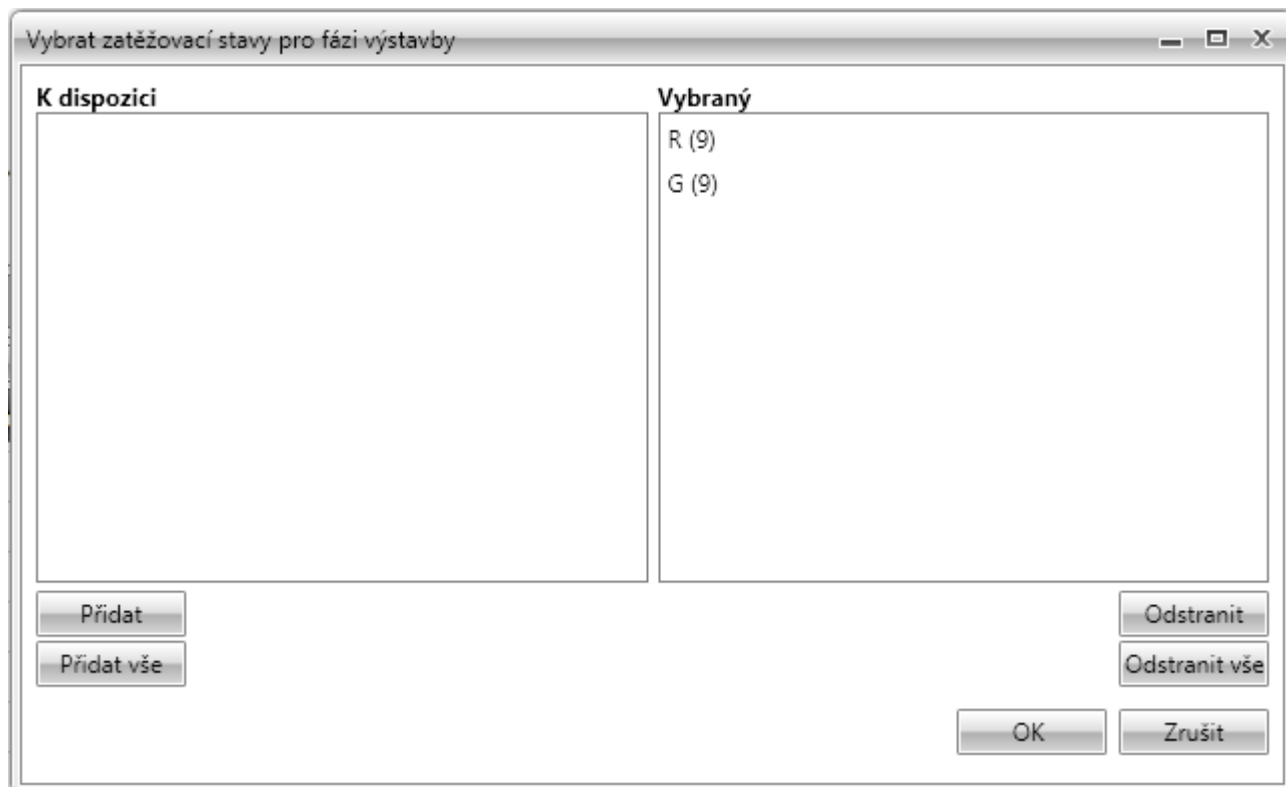 Vybrat zatěžovací stavy pro fázi výstavby
K dispozici
Vybraný
R (9)
G (9)
Přidat
Odstranit
Přidat vše
Odstranit vše
OK
Zrušit